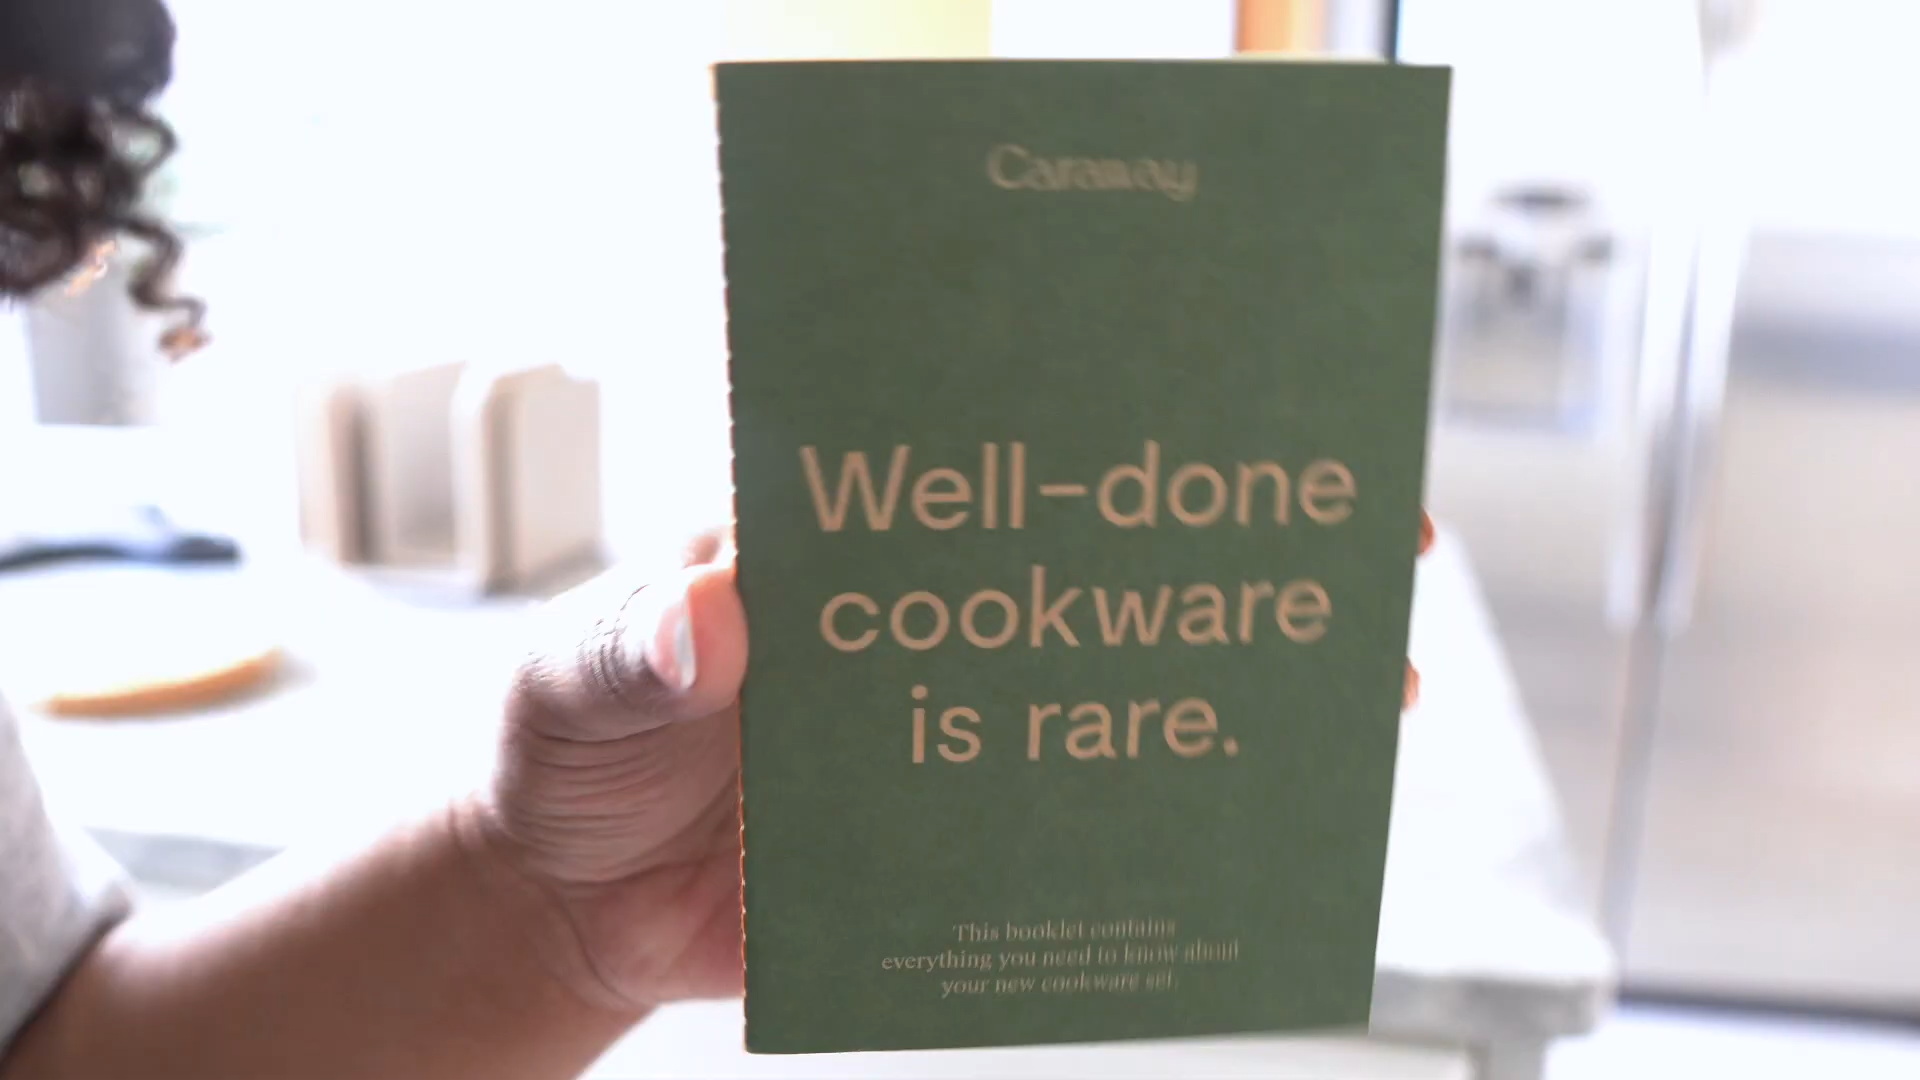 Caraway
Well-done
cookware
is rare.
This booklet contains
everything you need to know about
your new cookware set.